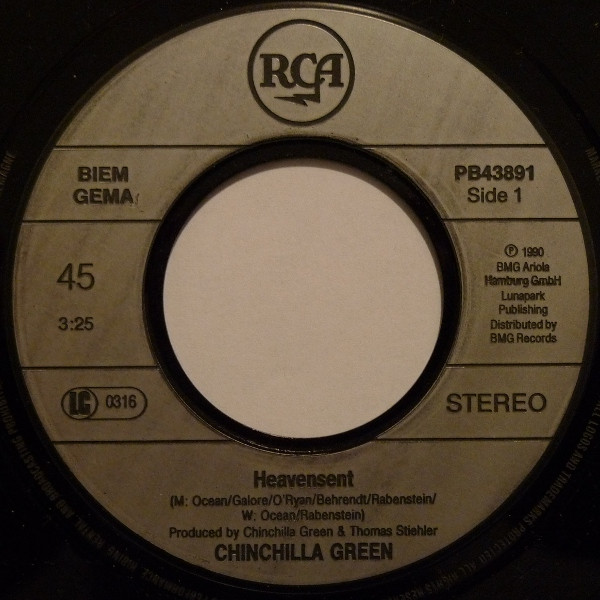 RCA
BIEM
GEMA
PB43891
Side 1
45
3:25
℗ 1990
BMG Ariola
Hamburg GmbH
Lunapark
Publishing
Distributed by
BMG Records
LC 0316
STEREO
Heavensent
(M: Ocean/Galore/O'Ryan/Behrendt/Rabenstein/
W: Ocean/Rabenstein)
Produced by Chinchilla Green & Thomas Stiehler
CHINCHILLA GREEN